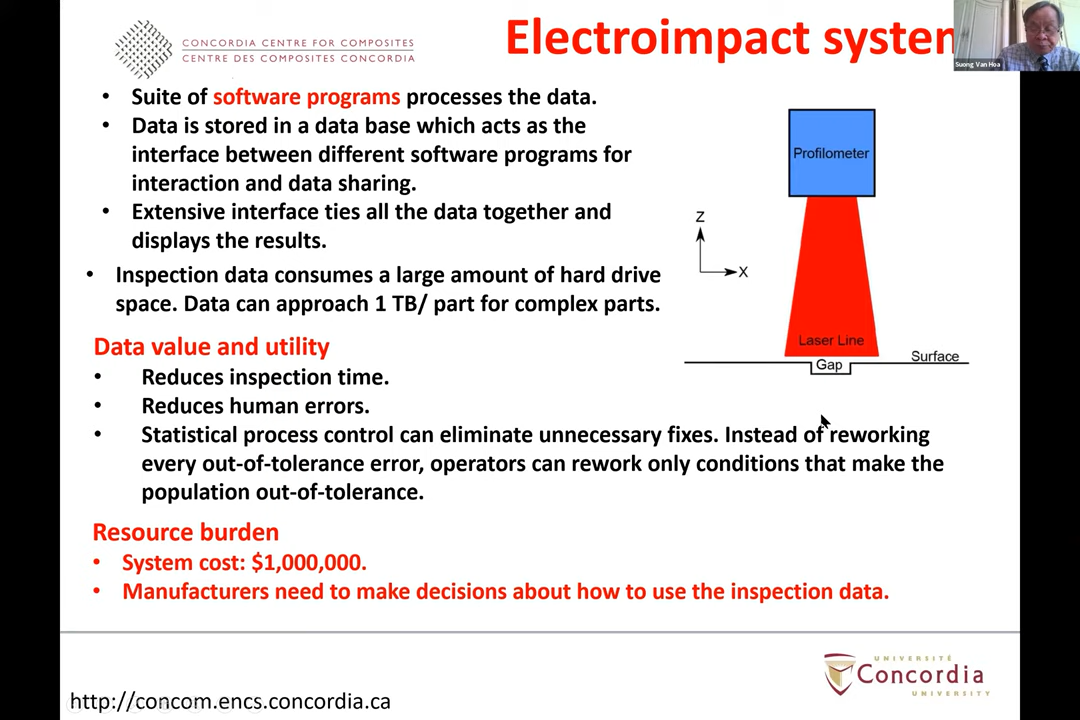 CONCORDIA CENTRE FOR COMPOSITES
CENTRE DES COMPOSITES CONCORDIA
Electroimpact system
Suong Van Hoa
• Suite of software programs processes the data.
• Data is stored in a data base which acts as the
interface between different software programs for
interaction and data sharing.
• Extensive interface ties all the data together and
displays the results.
• Inspection data consumes a large amount of hard drive
space. Data can approach 1 TB/ part for complex parts.
Profilometer
Z
X
Laser Line
Gap
Surface
Data value and utility
• Reduces inspection time.
• Reduces human errors.
• Statistical process control can eliminate unnecessary fixes. Instead of reworking
every out-of-tolerance error, operators can rework only conditions that make the
population out-of-tolerance.
Resource burden
• System cost: $1,000,000.
• Manufacturers need to make decisions about how to use the inspection data.
UNIVERSITÉ
Concordia
UNIVERSITY
http://concom.encs.concordia.ca